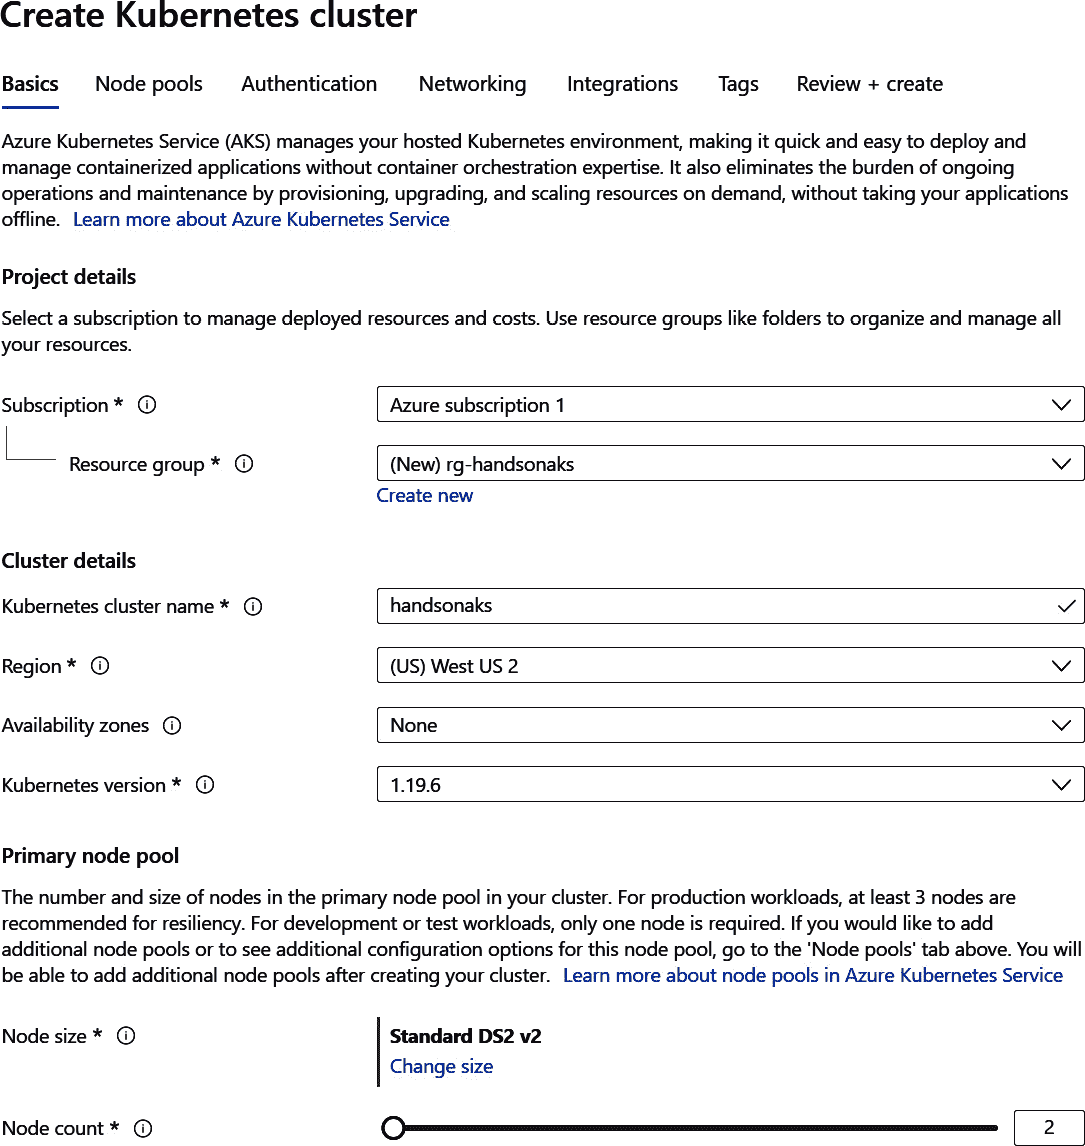 Create Kubernetes cluster
Basics Node pools Authentication Networking Integrations Tags Review + create
Azure Kubernetes Service (AKS) manages your hosted Kubernetes environment, making it quick and easy to deploy and
manage containerized applications without container orchestration expertise. It also eliminates the burden of ongoing
operations and maintenance by provisioning, upgrading, and scaling resources on demand, without taking your applications
offline. Learn more about Azure Kubernetes Service
Project details
Select a subscription to manage deployed resources and costs. Use resource groups like folders to organize and manage all
your resources.
Subscription * Azure subscription 1
Resource group * (New) rg-handsonaks
Create new
Cluster details
Kubernetes cluster name * handsonaks
Region * (US) West US 2
Availability zones None
Kubernetes version * 1.19.6
Primary node pool
The number and size of nodes in the primary node pool in your cluster. For production workloads, at least 3 nodes are
recommended for resiliency. For development or test workloads, only one node is required. If you would like to add
additional node pools or to see additional configuration options for this node pool, go to the 'Node pools' tab above. You will
be able to add additional node pools after creating your cluster. Learn more about node pools in Azure Kubernetes Service
Node size * Standard DS2 v2
Change size
Node count * 2